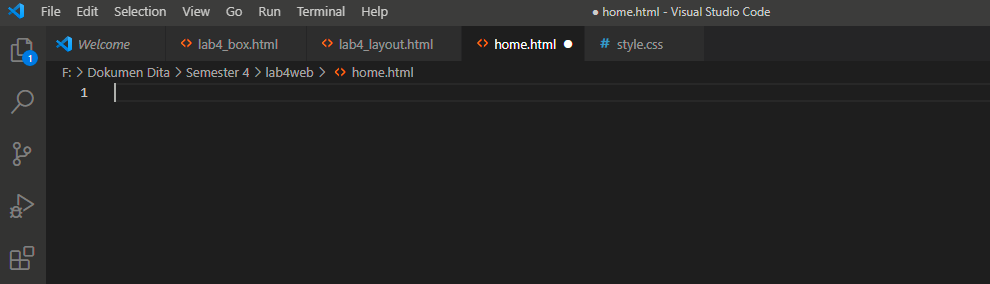 File Edit Selection View Go Run Terminal Help ● home.html - Visual Studio Code
Welcome <> lab4_box.html <> lab4_layout.html <> home.html ● # style.css
1
F: > Dokumen Dita > Semester 4 > lab4web > <> home.html
1